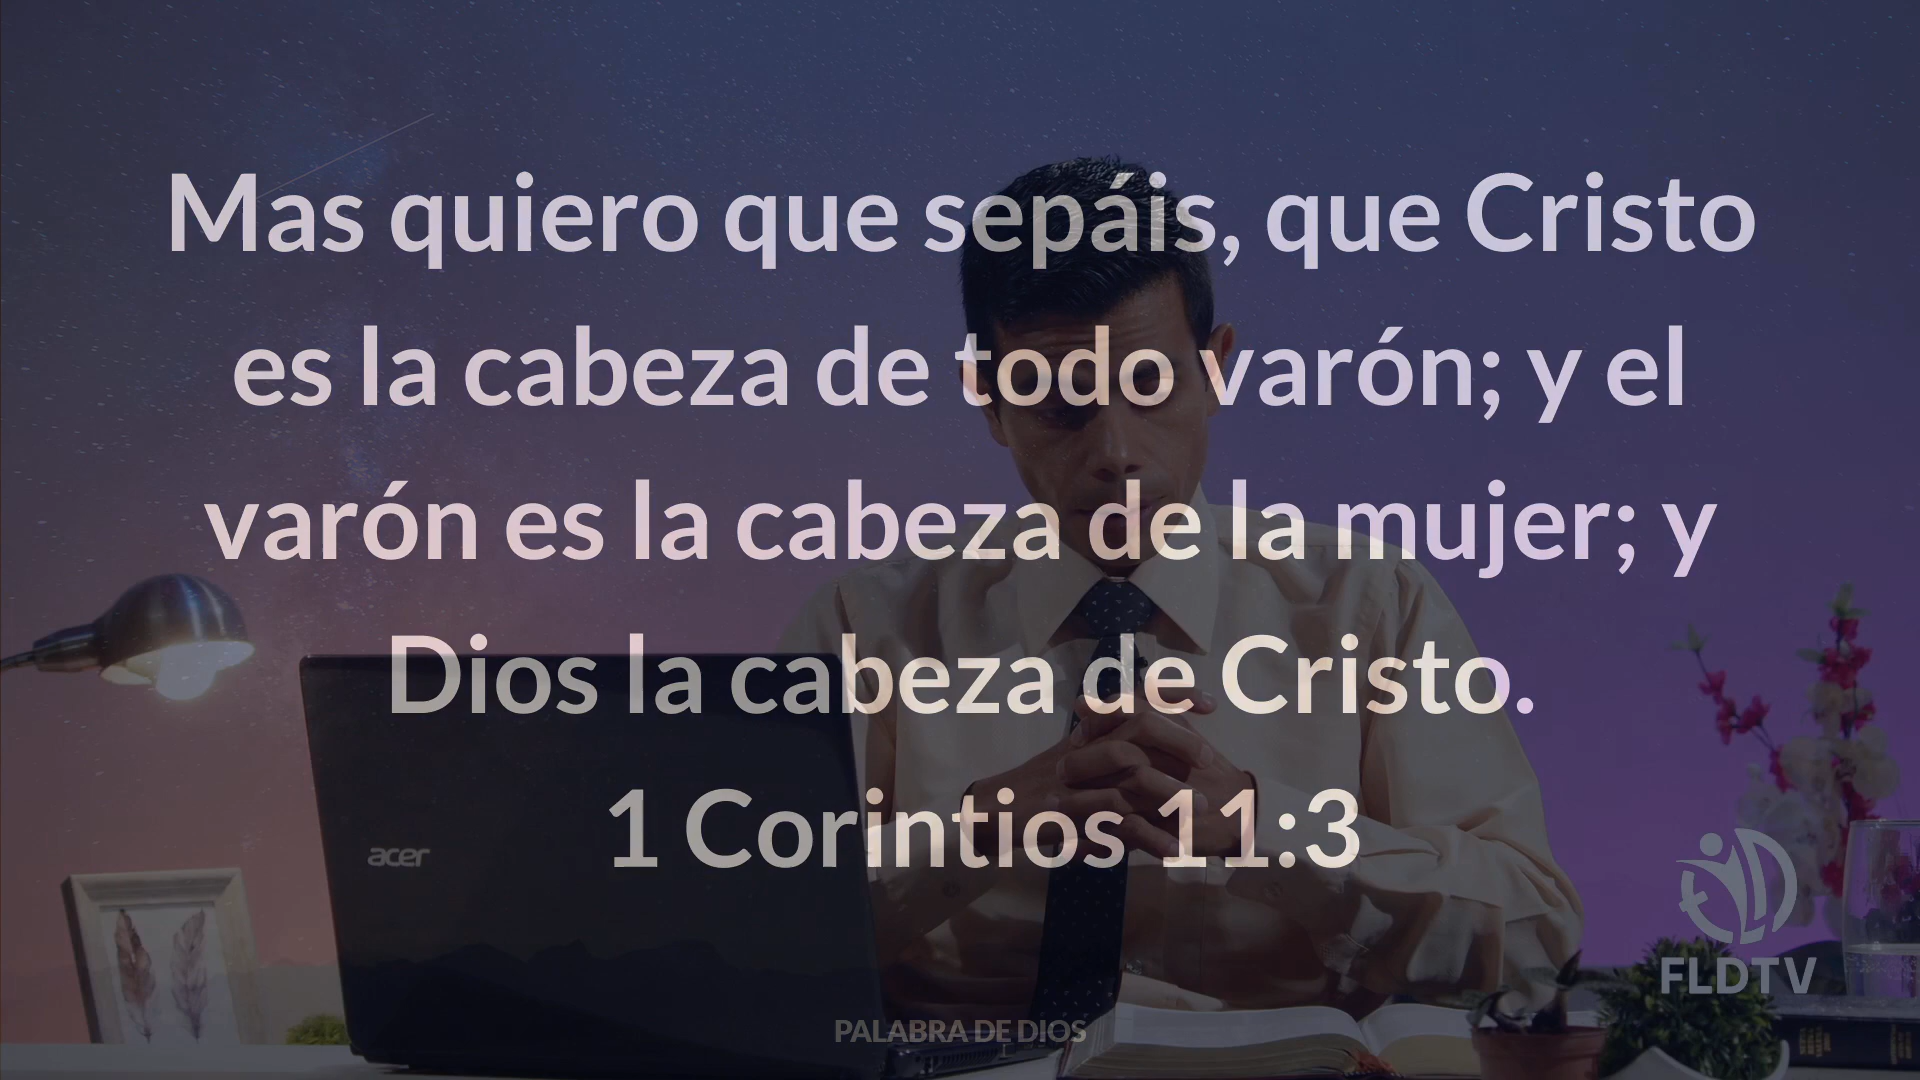 Mas quiero que sepáis, que Cristo
es la cabeza de todo varón; y el
varón es la cabeza de la mujer; y
Dios la cabeza de Cristo.
1 Corintios 11:3
acer
FLDTV
PALABRA DE DIOS